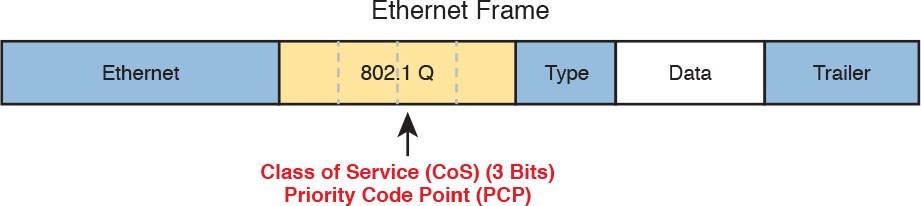 Ethernet Frame
Ethernet 802.1 Q Type Data Trailer
Class of Service (CoS) (3 Bits)
Priority Code Point (PCP)